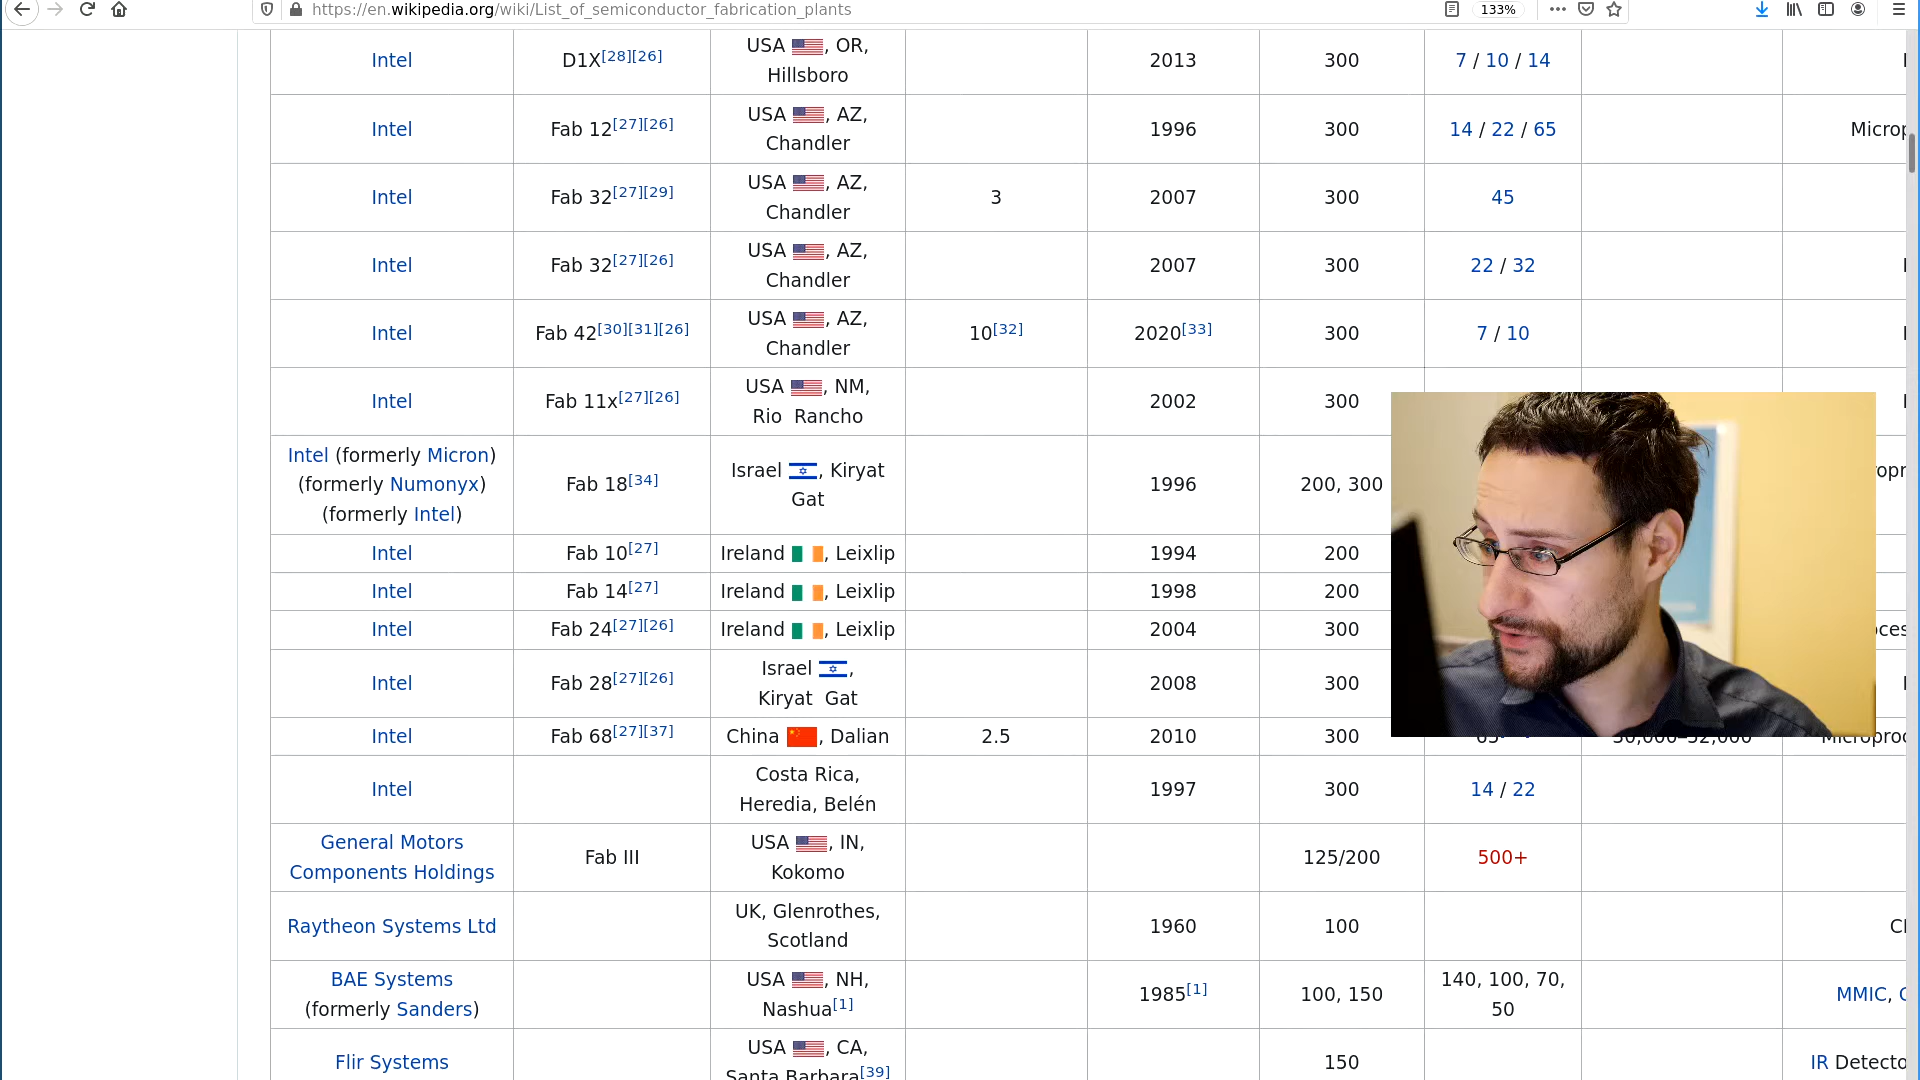 https://en.wikipedia.org/wiki/List_of_semiconductor_fabrication_plants 133%
Intel D1X[28][26] USA , OR, Hillsboro 2013 300 7 / 10 / 14
Intel Fab 12[27][26] USA , AZ, Chandler 1996 300 14 / 22 / 65
Intel Fab 32[27][29] USA , AZ, Chandler 3 2007 300 45
Intel Fab 32[27][26] USA , AZ, Chandler 2007 300 22 / 32
Intel Fab 42[30][31][26] USA , AZ, Chandler 10[32] 2020[33] 300 7 / 10
Intel Fab 11x[27][26] USA , NM, Rio Rancho 2002 300
Intel (formerly Micron) (formerly Numonyx) (formerly Intel) Fab 18[34] Israel , Kiryat Gat 1996 200, 300
Intel Fab 10[27] Ireland , Leixlip 1994 200
Intel Fab 14[27] Ireland , Leixlip 1998 200
Intel Fab 24[27][26] Ireland , Leixlip 2004 300
Intel Fab 28[27][26] Israel , Kiryat Gat 2008 300
Intel Fab 68[27][37] China , Dalian 2.5 2010 300
Intel Costa Rica, Heredia, Belén 1997 300 14 / 22
General Motors Components Holdings Fab III USA , IN, Kokomo 125/200 500+
Raytheon Systems Ltd UK, Glenrothes, Scotland 1960 100
BAE Systems (formerly Sanders) USA , NH, Nashua[1] 1985[1] 100, 150 140, 100, 70, 50 MMIC,
Flir Systems USA , CA, Santa Barbara[39] 150 IR